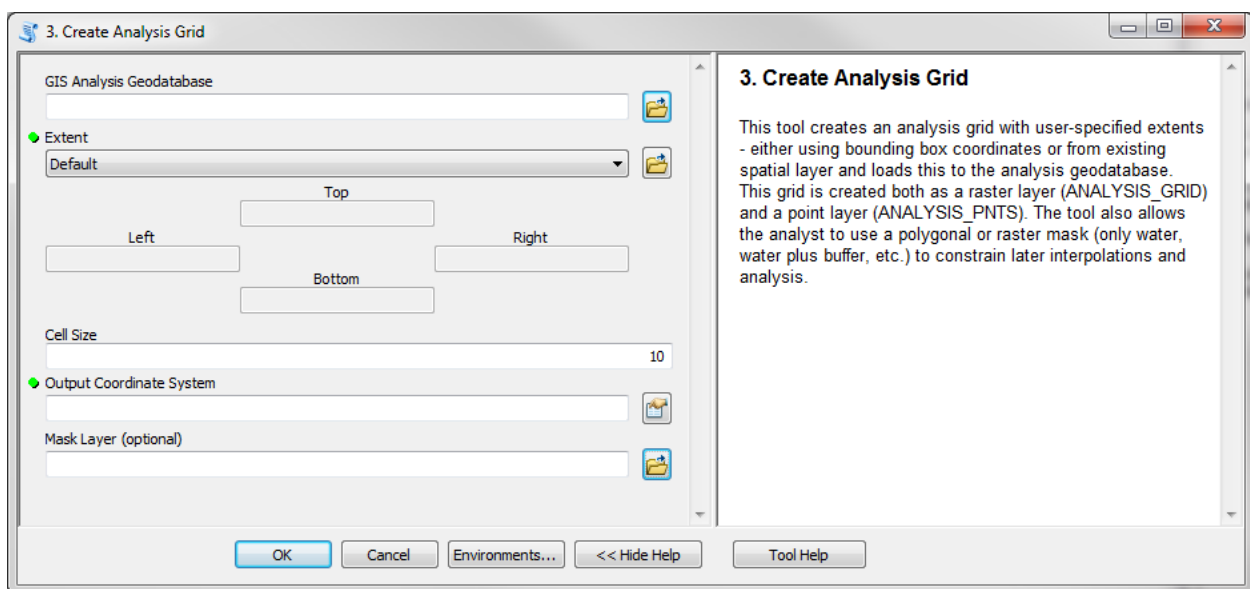 3. Create Analysis Grid
GIS Analysis Geodatabase
Extent
Default
Top
Left
Right
Bottom
Cell Size
10
Output Coordinate System
Mask Layer (optional)
OK
Cancel
Environments...
<< Hide Help
3. Create Analysis Grid
This tool creates an analysis grid with user-specified extents
- either using bounding box coordinates or from existing
spatial layer and loads this to the analysis geodatabase.
This grid is created both as a raster layer (ANALYSIS_GRID)
and a point layer (ANALYSIS_PNTS). The tool also allows
the analyst to use a polygonal or raster mask (only water,
water plus buffer, etc.) to constrain later interpolations and
analysis.
Tool Help